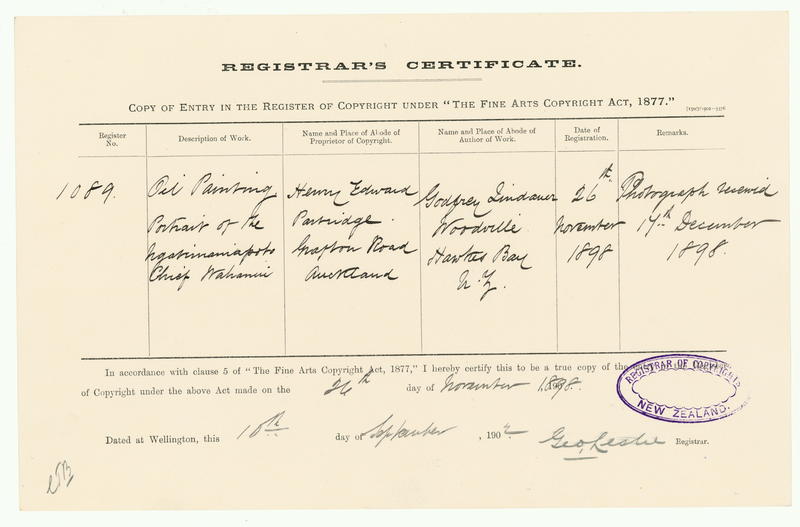 REGISTRAR'S CERTIFICATE.
COPY OF ENTRY IN THE REGISTER OF COPYRIGHT UNDER "THE FINE ARTS COPYRIGHT ACT, 1877."
Register No.
Description of Work.
Name and Place of Abode of Proprietor of Copyright.
Name and Place of Abode of Author of Work.
Date of Registration.
Remarks.
1089.
Oil Painting
Portrait of the
Ngatimaniapoto
Chief Wahanui
Henry Edward
Partridge.
Grafton Road
Auckland
Godfrey Lindauer
Woodville
Hawkes Bay
N.Z.
26th
November
1898
Photograph received
17th December
1898.
In accordance with clause 5 of "The Fine Arts Copyright Act, 1877," I hereby certify this to be a true copy of the
of Copyright under the above Act made on the 26th day of November 1898.
REGISTRAR OF COPYRIGHTS
NEW ZEALAND.
Dated at Wellington, this 10th day of September, 190
Geo. Leslie Registrar.